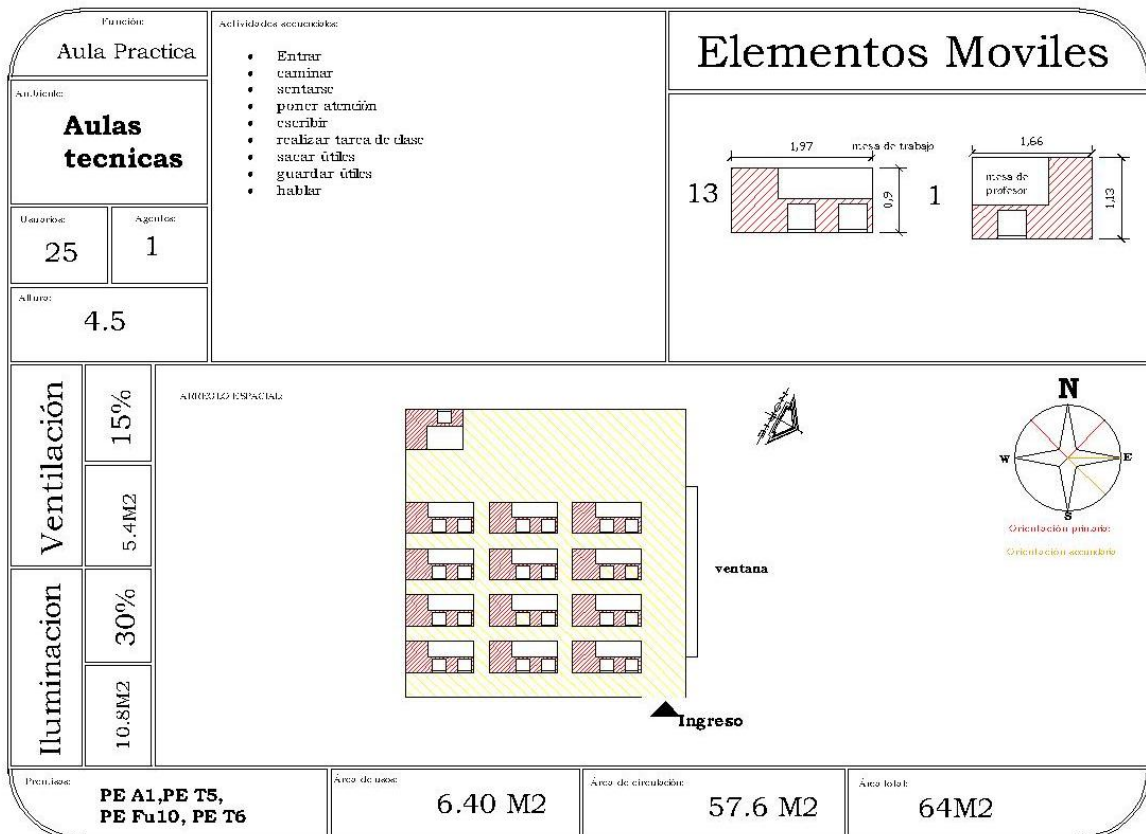 Función:
Aula Practica
Actividades secuenciales:
• Entrar
• caminar
• sentarse
• poner atención
• escribir
• realizar tarea de clase
• sacar útiles
• guardar útiles
• hablar
Elementos Moviles
Ambiente:
Aulas
tecnicas
13
1,97
mesa de trabajo
0,9
1
1,66
mesa de
profesor
1,13
Usuarios:
25
Agentes:
1
Altura:
4.5
Ventilación
15%
5.4M2
Iluminacion
30%
10.8M2
ARREGLO ESPACIAL:
ventana
Ingreso
N
W
E
S
Orientación primaria:
Orientación secundaria
Premisas:
PE A1,PE T5,
PE Fu10, PE T6
Área de usos:
6.40 M2
Área de circulación:
57.6 M2
Área total:
64M2